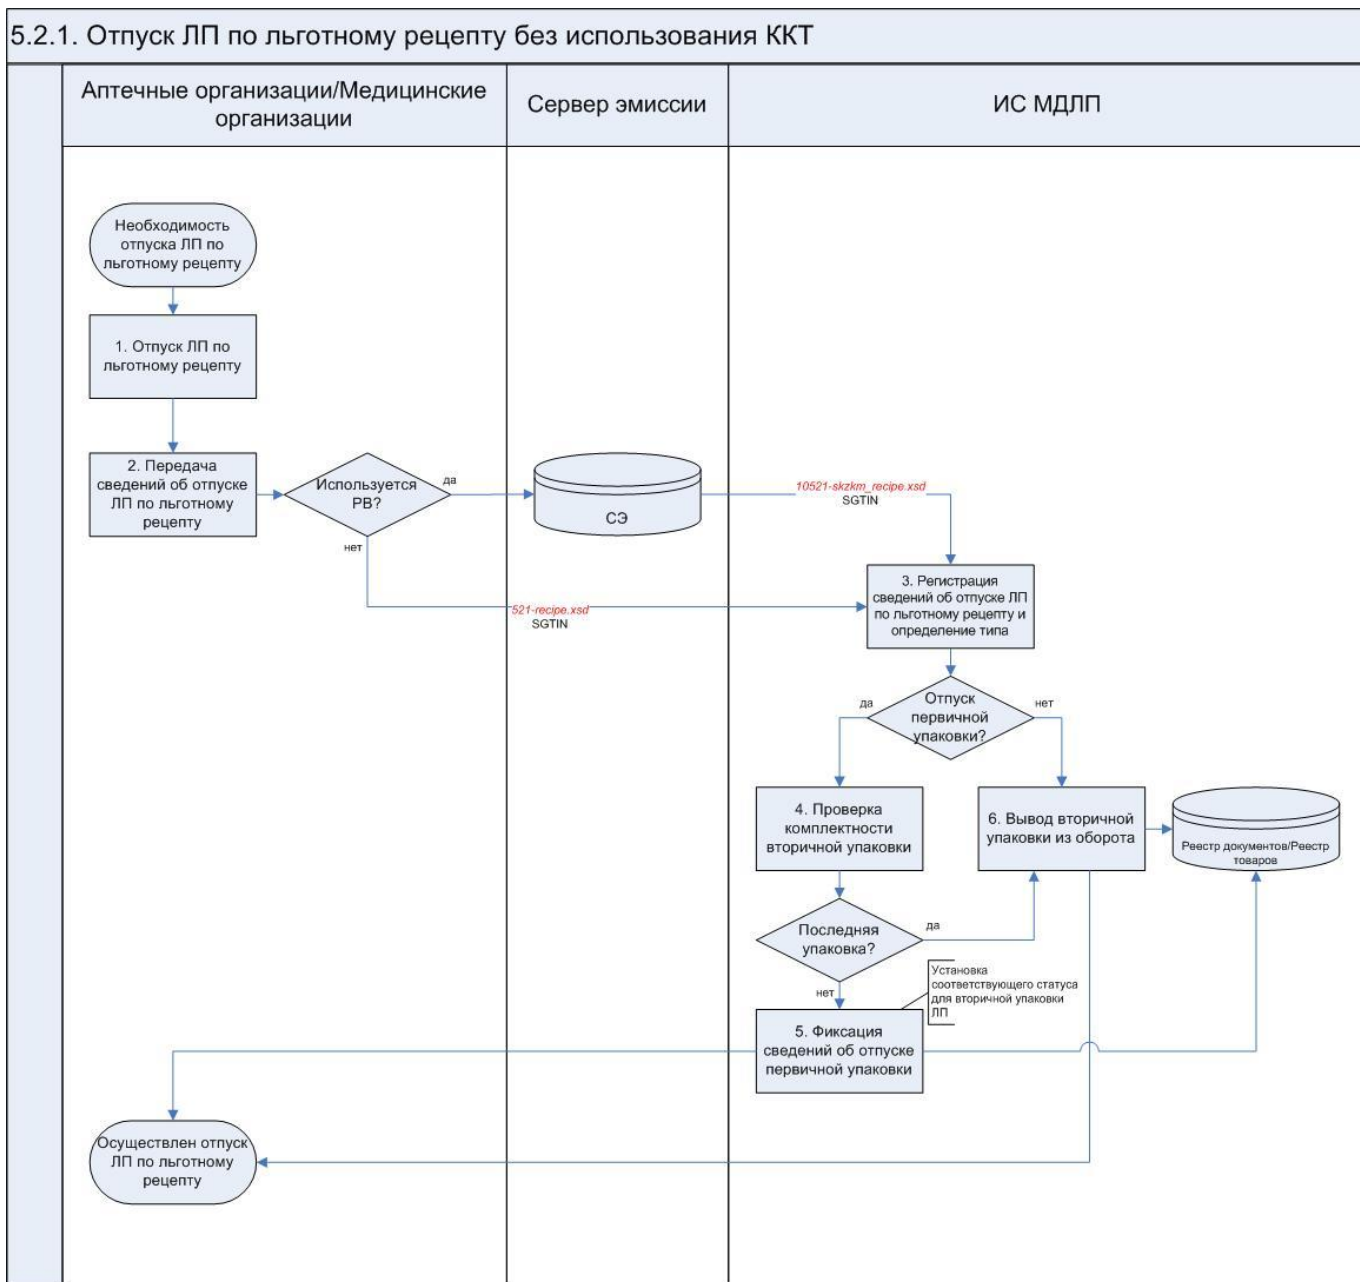 5.2.1. Отпуск ЛП по льготному рецепту без использования ККТ
Аптечные организации/Медицинские
организации
Сервер эмиссии
ИС МДЛП
Необходимость
отпуска ЛП по
льготному рецепту
1. Отпуск ЛП по
льготному рецепту
2. Передача
сведений об отпуске
ЛП по льготному
рецепту
Используется
РВ?
да
нет
СЭ
10521-skzkm_recipe.xsd
SGTIN
521-recipe.xsd
SGTIN
3. Регистрация
сведений об отпуске ЛП
по льготному рецепту и
определение типа
Отпуск
первичной
упаковки?
да
нет
4. Проверка
комплектности
вторичной упаковки
6. Вывод вторичной
упаковки из оборота
Реестр документов/Реестр
товаров
Последняя
упаковка?
да
нет
Установка
соответствующего статуса
для вторичной упаковки
ЛП
5. Фиксация
сведений об отпуске
первичной упаковки
Осуществлен отпуск
ЛП по льготному
рецепту